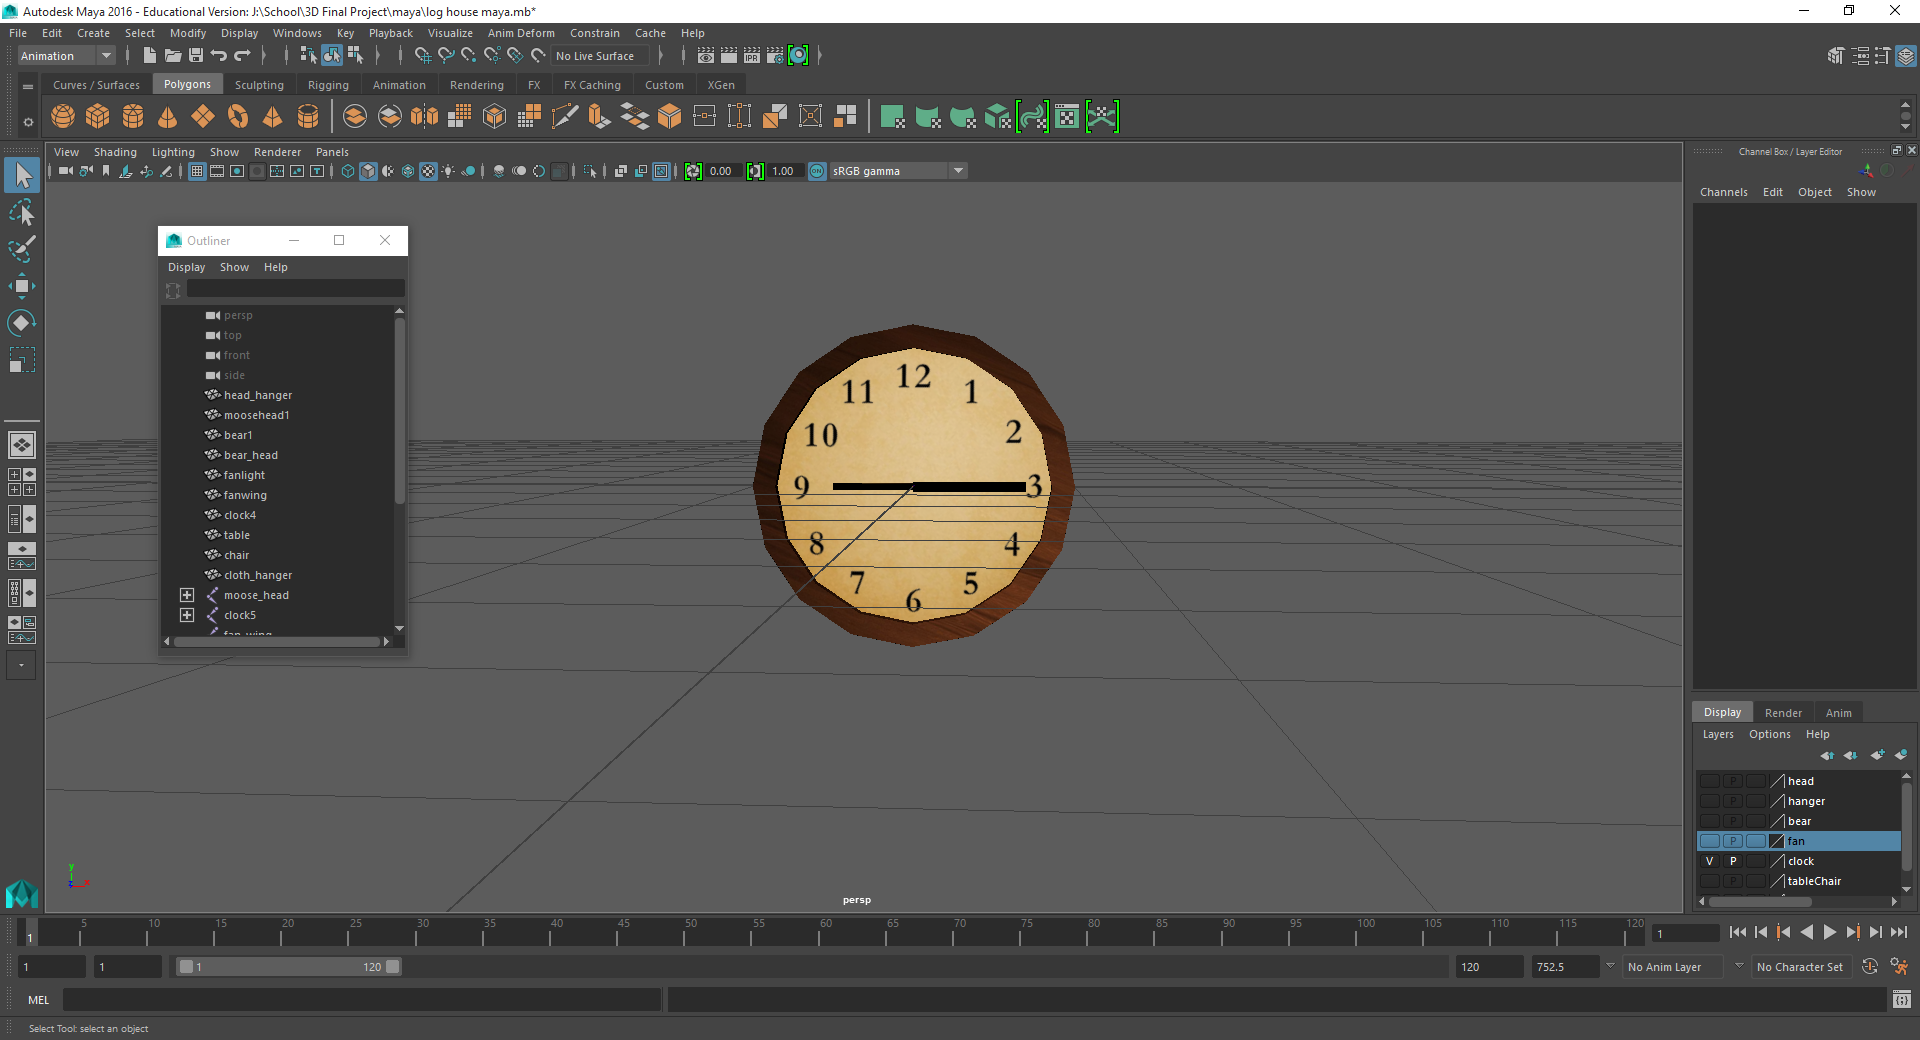 Autodesk Maya 2016 - Educational Version: J:\School\3D Final Project\maya\log house maya.mb*
File Edit Create Select Modify Display Windows Key Playback Visualize Anim Deform Constrain Cache Help
Animation No Live Surface IPR
Curves / Surfaces Polygons Sculpting Rigging Animation Rendering FX FX Caching Custom XGen
Channel Box / Layer Editor
View Shading Lighting Show Renderer Panels
0.00 1.00 ON sRGB gamma
Channels Edit Object Show
Outliner
Display Show Help
persp
top
front
side
head_hanger
moosehead1
bear1
bear_head
fanlight
fanwing
clock4
table
chair
cloth_hanger
moose_head
clock5
fan_wing
12
11 1
10 2
9 3
8 4
7 5
6
Display Render Anim
Layers Options Help
P head
P hanger
P bear
P fan
V P clock
P tableChair
y
x
persp
1 5 10 15 20 25 30 35 40 45 50 55 60 65 70 75 80 85 90 95 100 105 110 115 120 1
1 1 1 120 120 752.5 No Anim Layer No Character Set
MEL
Select Tool: select an object